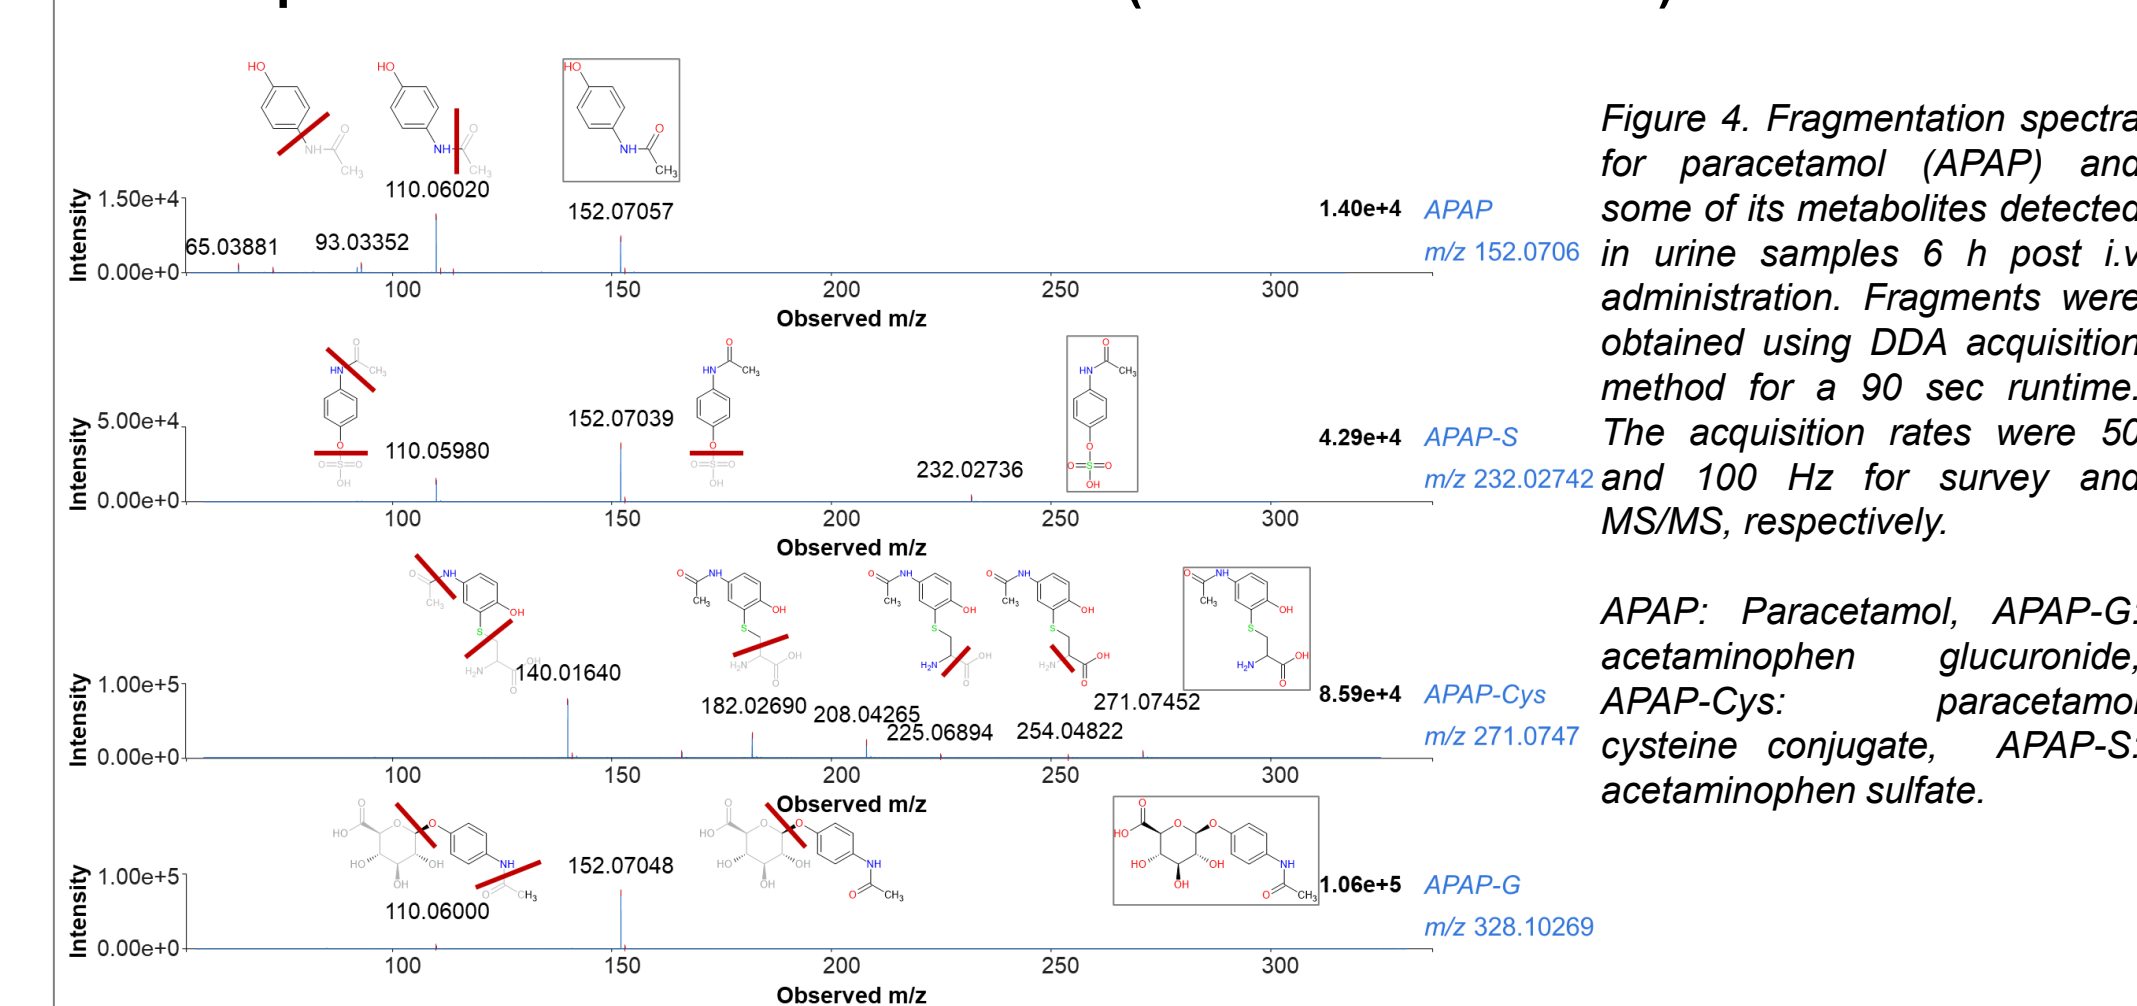 HO
HO
HO
NH
O
CH3
NH
O
CH3
NH
O
CH3
Intensity
1.50e+4
0.00e+0
65.03881
93.03352
110.06020
152.07057
1.40e+4
APAP
m/z 152.0706
100
150
200
250
300
Observed m/z
O
HN
CH3
O
O=S=O
OH
O
HN
CH3
O
O=S=O
OH
O
HN
CH3
O
O=S=O
OH
Intensity
5.00e+4
0.00e+0
110.05980
152.07039
232.02736
4.29e+4
APAP-S
m/z 232.02742
100
150
200
250
300
Observed m/z
O
NH
CH3
OH
S
H2N
OH
O
O
NH
CH3
OH
S
H2N
OH
O
O
NH
CH3
OH
S
H2N
OH
O
O
NH
CH3
OH
S
H2N
OH
O
O
NH
CH3
OH
S
H2N
OH
O
Intensity
1.00e+5
0.00e+0
140.01640
182.02690
208.04265
225.06894
254.04822
271.07452
8.59e+4
APAP-Cys
m/z 271.0747
100
150
200
250
300
Observed m/z
O
HO
O
O
HO
OH
OH
NH
O
CH3
O
HO
O
O
HO
OH
OH
NH
O
CH3
O
HO
O
O
HO
OH
OH
NH
O
CH3
Intensity
1.00e+5
0.00e+0
110.06000
152.07048
1.06e+5
APAP-G
m/z 328.10269
100
150
200
250
300
Observed m/z
Figure 4. Fragmentation spectra
for paracetamol (APAP) and
some of its metabolites detected
in urine samples 6 h post i.v
administration. Fragments were
obtained using DDA acquisition
method for a 90 sec runtime.
The acquisition rates were 50
and 100 Hz for survey and
MS/MS, respectively.
APAP: Paracetamol, APAP-G:
acetaminophen glucuronide,
APAP-Cys: paracetamol
cysteine conjugate, APAP-S:
acetaminophen sulfate.